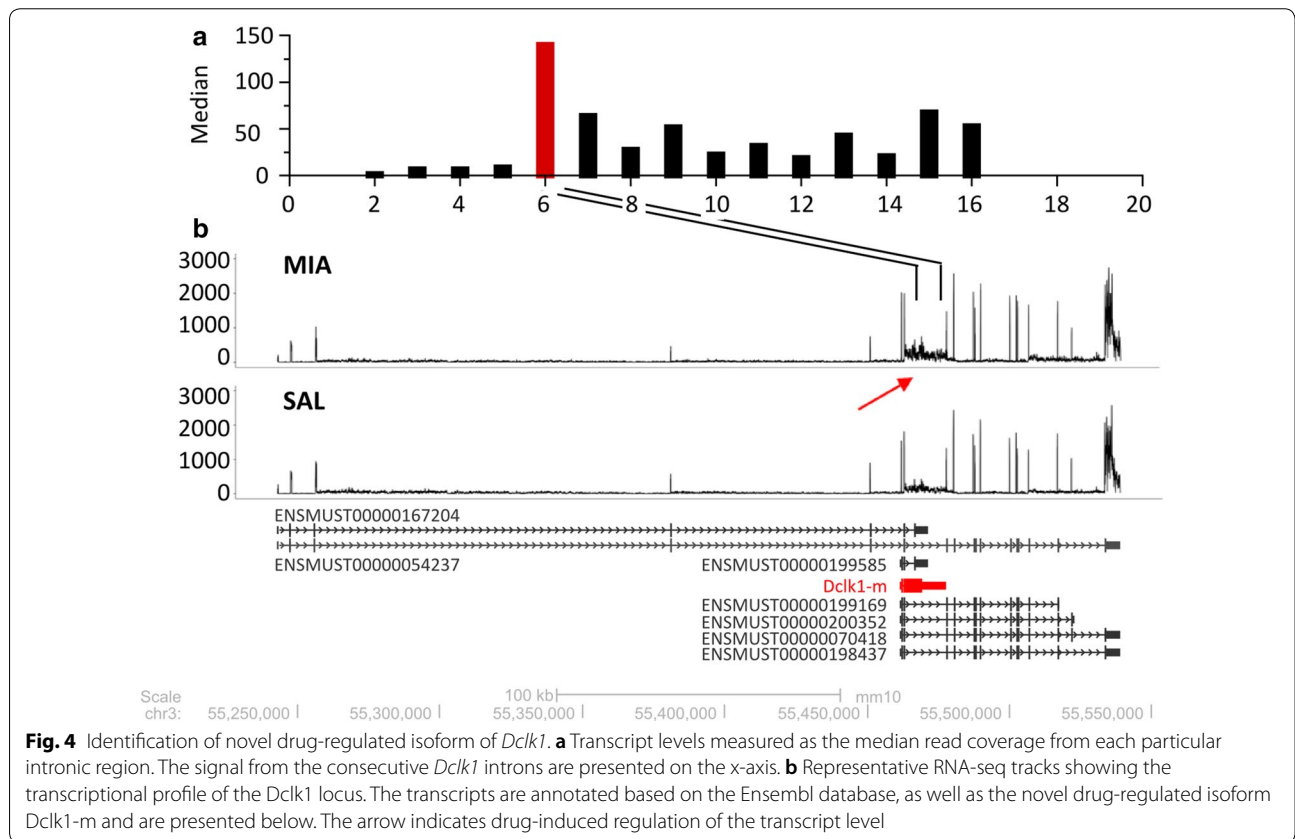 a
150
100
50
0
Median
0 2 4 6 8 10 12 14 16 18 20
b
3000
2000
1000
0
MIA
3000
2000
1000
0
SAL
ENSMUST00000167204
ENSMUST00000054237
ENSMUST00000199585
Dclk1-m
ENSMUST00000199169
ENSMUST00000200352
ENSMUST00000070418
ENSMUST00000198437
Scale 100 kb mm10
chr3: 55,250,000 55,300,000 55,350,000 55,400,000 55,450,000 55,500,000 55,550,000
Fig. 4 Identification of novel drug-regulated isoform of Dclk1. a Transcript levels measured as the median read coverage from each particular
intronic region. The signal from the consecutive Dclk1 introns are presented on the x-axis. b Representative RNA-seq tracks showing the
transcriptional profile of the Dclk1 locus. The transcripts are annotated based on the Ensembl database, as well as the novel drug-regulated isoform
Dclk1-m and are presented below. The arrow indicates drug-induced regulation of the transcript level